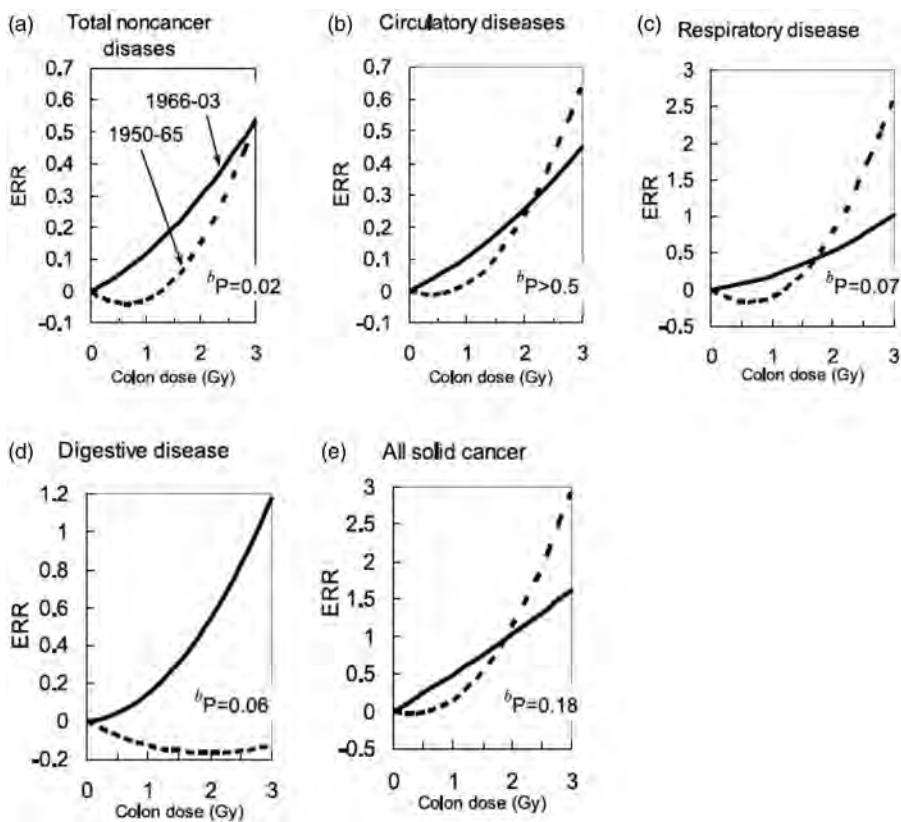 (a) Total noncancer
disases
0.7
0.6
0.5
0.4
0.3
0.2
0.1
0
-0.1
ERR
1966-03
1950-65
ᵇP=0.02
0 1 2 3
Colon dose (Gy)
(b) Circulatory diseases
0.7
0.6
0.5
0.4
0.3
0.2
0.1
0
-0.1
ERR
ᵇP>0.5
0 1 2 3
Colon dose (Gy)
(c) Respiratory disease
3
2.5
2
1.5
1
0.5
0
-0.5
ERR
ᵇP=0.07
0 1 2 3
Colon dose (Gy)
(d) Digestive disease
1.2
1
0.8
0.6
0.4
0.2
0
-0.2
ERR
ᵇP=0.06
0 1 2 3
Colon dose (Gy)
(e) All solid cancer
3
2.5
2
1.5
1
0.5
0
-0.5
ERR
ᵇP=0.18
0 1 2 3
Colon dose (Gy)